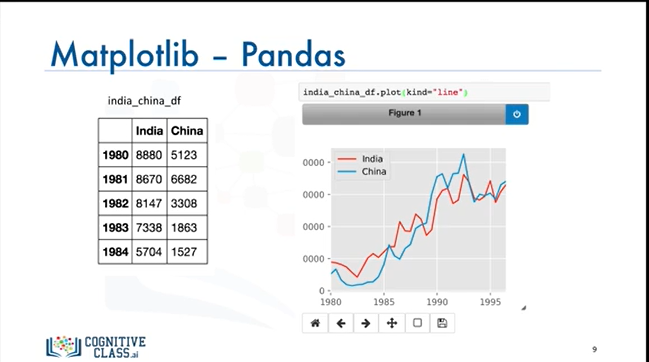 Matplotlib – Pandas
india_china_df
India China
1980 8880 5123
1981 8670 6682
1982 8147 3308
1983 7338 1863
1984 5704 1527
india_china_df.plot(kind="line")
Figure 1
India
China
0000
0000
0000
0000
0
1980 1985 1990 1995
COGNITIVE
CLASS.ai
9